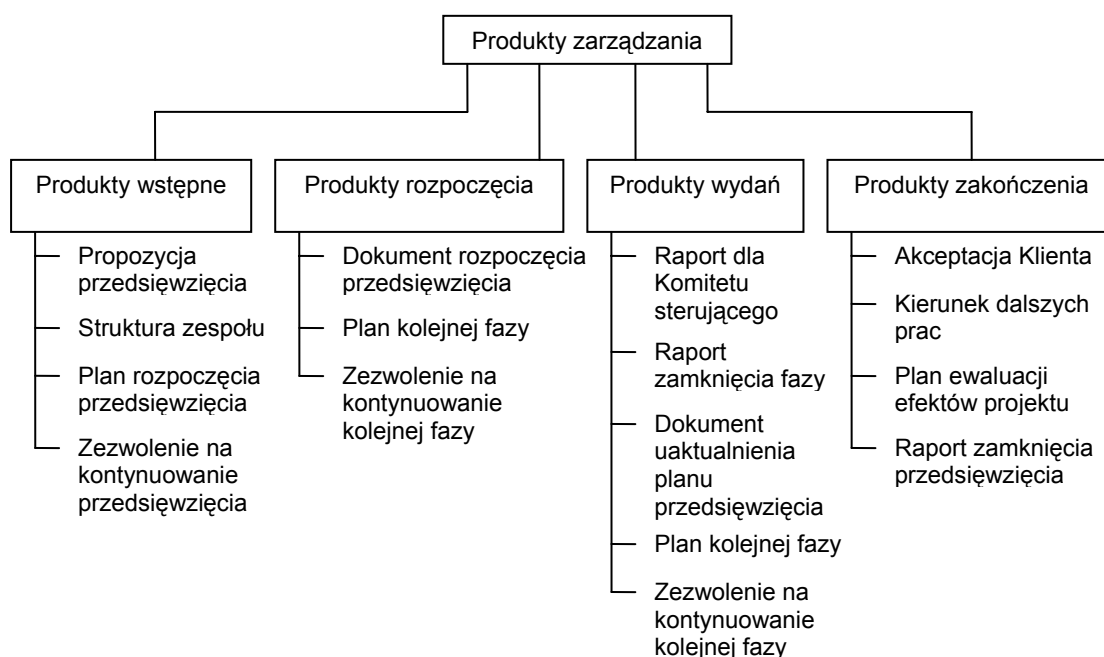 Produkty zarządzania
Produkty wstępne
Propozycja
przedsięwzięcia
Struktura zespołu
Plan rozpoczęcia
przedsięwzięcia
Zezwolenie na
kontynuowanie
przedsięwzięcia
Produkty rozpoczęcia
Dokument rozpoczęcia
przedsięwzięcia
Plan kolejnej fazy
Zezwolenie na
kontynuowanie
kolejnej fazy
Produkty wydań
Raport dla
Komitetu
sterującego
Raport
zamknięcia fazy
Dokument
uaktualnienia
planu
przedsięwzięcia
Plan kolejnej fazy
Zezwolenie na
kontynuowanie
kolejnej fazy
Produkty zakończenia
Akceptacja Klienta
Kierunek dalszych
prac
Plan ewaluacji
efektów projektu
Raport zamknięcia
przedsięwzięcia